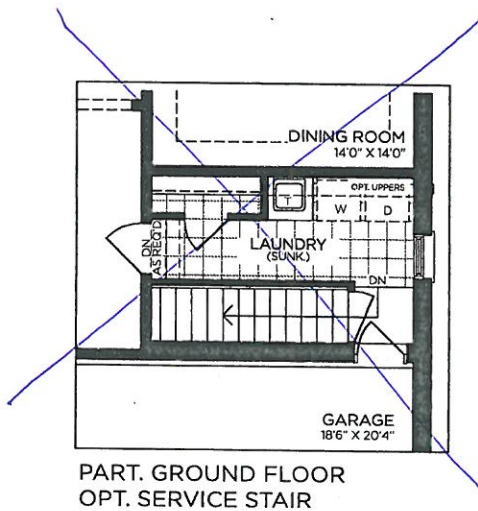 DINING ROOM
14'0" X 14'0"
OPT. UPPERS
T
W
D
LAUNDRY
(SUNK.)
DN
AS REQ'D
DN
GARAGE
18'6" X 20'4"
PART. GROUND FLOOR
OPT. SERVICE STAIR